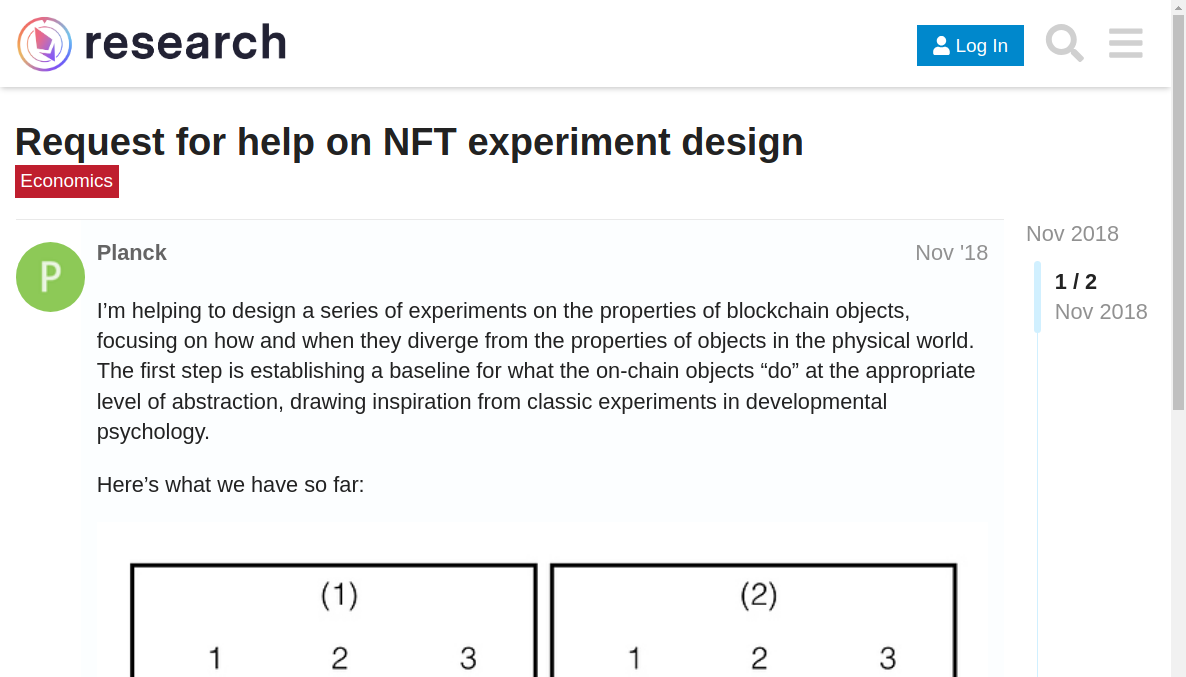 research
Log In
Request for help on NFT experiment design
Economics
P
Planck
Nov '18
Nov 2018
1 / 2
Nov 2018
I’m helping to design a series of experiments on the properties of blockchain objects,
focusing on how and when they diverge from the properties of objects in the physical world.
The first step is establishing a baseline for what the on-chain objects “do” at the appropriate
level of abstraction, drawing inspiration from classic experiments in developmental
psychology.
Here’s what we have so far:
(1)
1 2 3
(2)
1 2 3